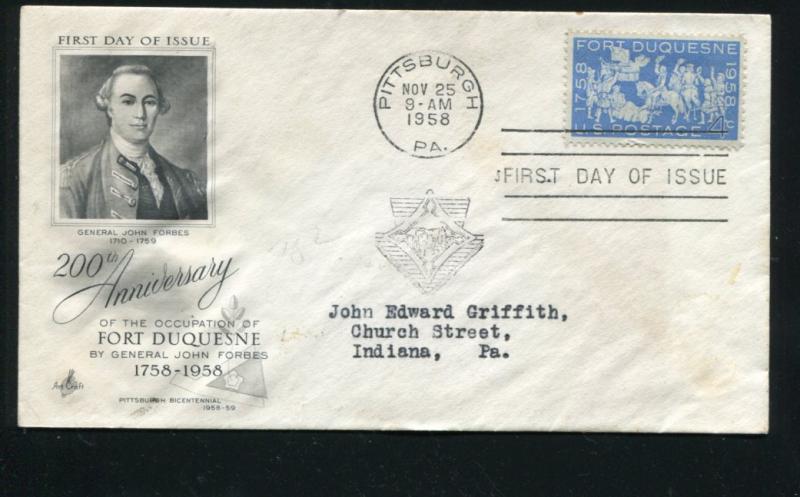 FIRST DAY OF ISSUE
GENERAL JOHN FORBES
1710 - 1759
200th Anniversary
OF THE OCCUPATION OF
FORT DUQUESNE
BY GENERAL JOHN FORBES
1758-1958
Art Craft
PITTSBURGH BICENTENNIAL
1958-59
PITTSBURGH
NOV 25
9-AM
1958
PA.
FORT DUQUESNE
1758
1958
U.S. POSTAGE 4c
FIRST DAY OF ISSUE
John Edward Griffith,
Church Street,
Indiana, Pa.